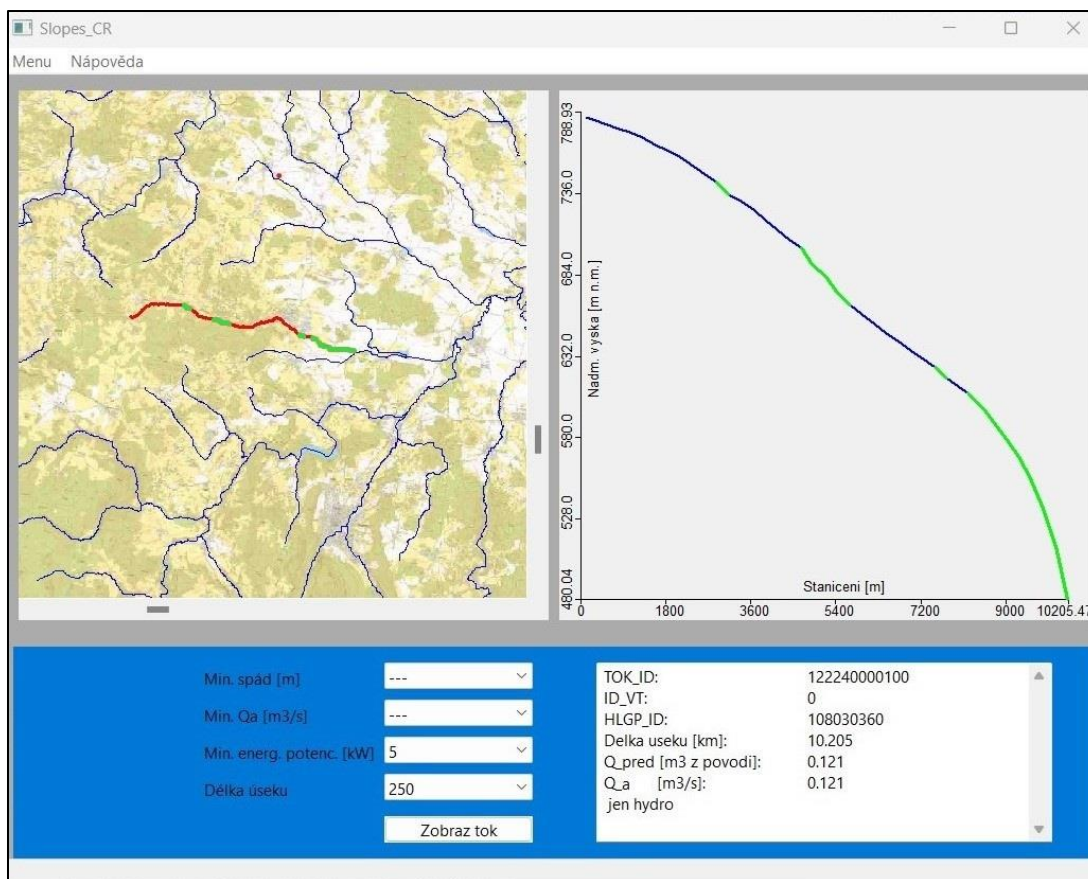 Slopes_CR
Menu Nápověda
788.93
736.0
684.0
632.0
580.0
528.0
480.04
Nadm. vyska [m n.m.]
Staniceni [m]
0 1800 3600 5400 7200 9000 10205.47
Min. spád [m] ---
Min. Qa [m3/s] ---
Min. energ. potenc. [kW] 5
Délka úseku 250
Zobraz tok
TOK_ID: 122240000100
ID_VT: 0
HLGP_ID: 108030360
Delka useku [km]: 10.205
Q_pred [m3 z povodi]: 0.121
Q_a [m3/s]: 0.121
jen hydro